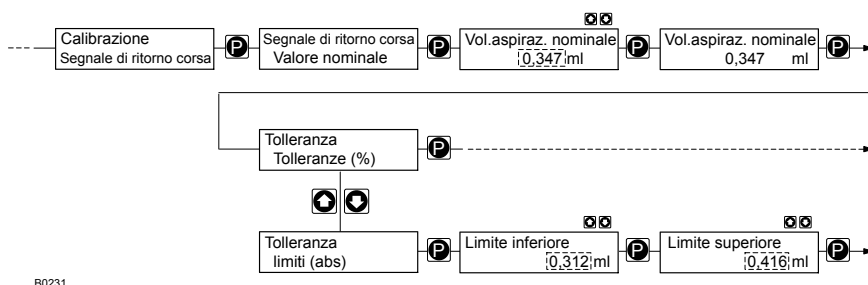 Calibrazione
Segnale di ritorno corsa
P
Segnale di ritorno corsa
Valore nominale
P
Vol.aspiraz. nominale
0,347 ml
P
Vol.aspiraz. nominale
0,347 ml
P
Tolleranza
Tolleranze (%)
P
Tolleranza
limiti (abs)
P
Limite inferiore
0,312 ml
P
Limite superiore
0,416 ml
P
B0231